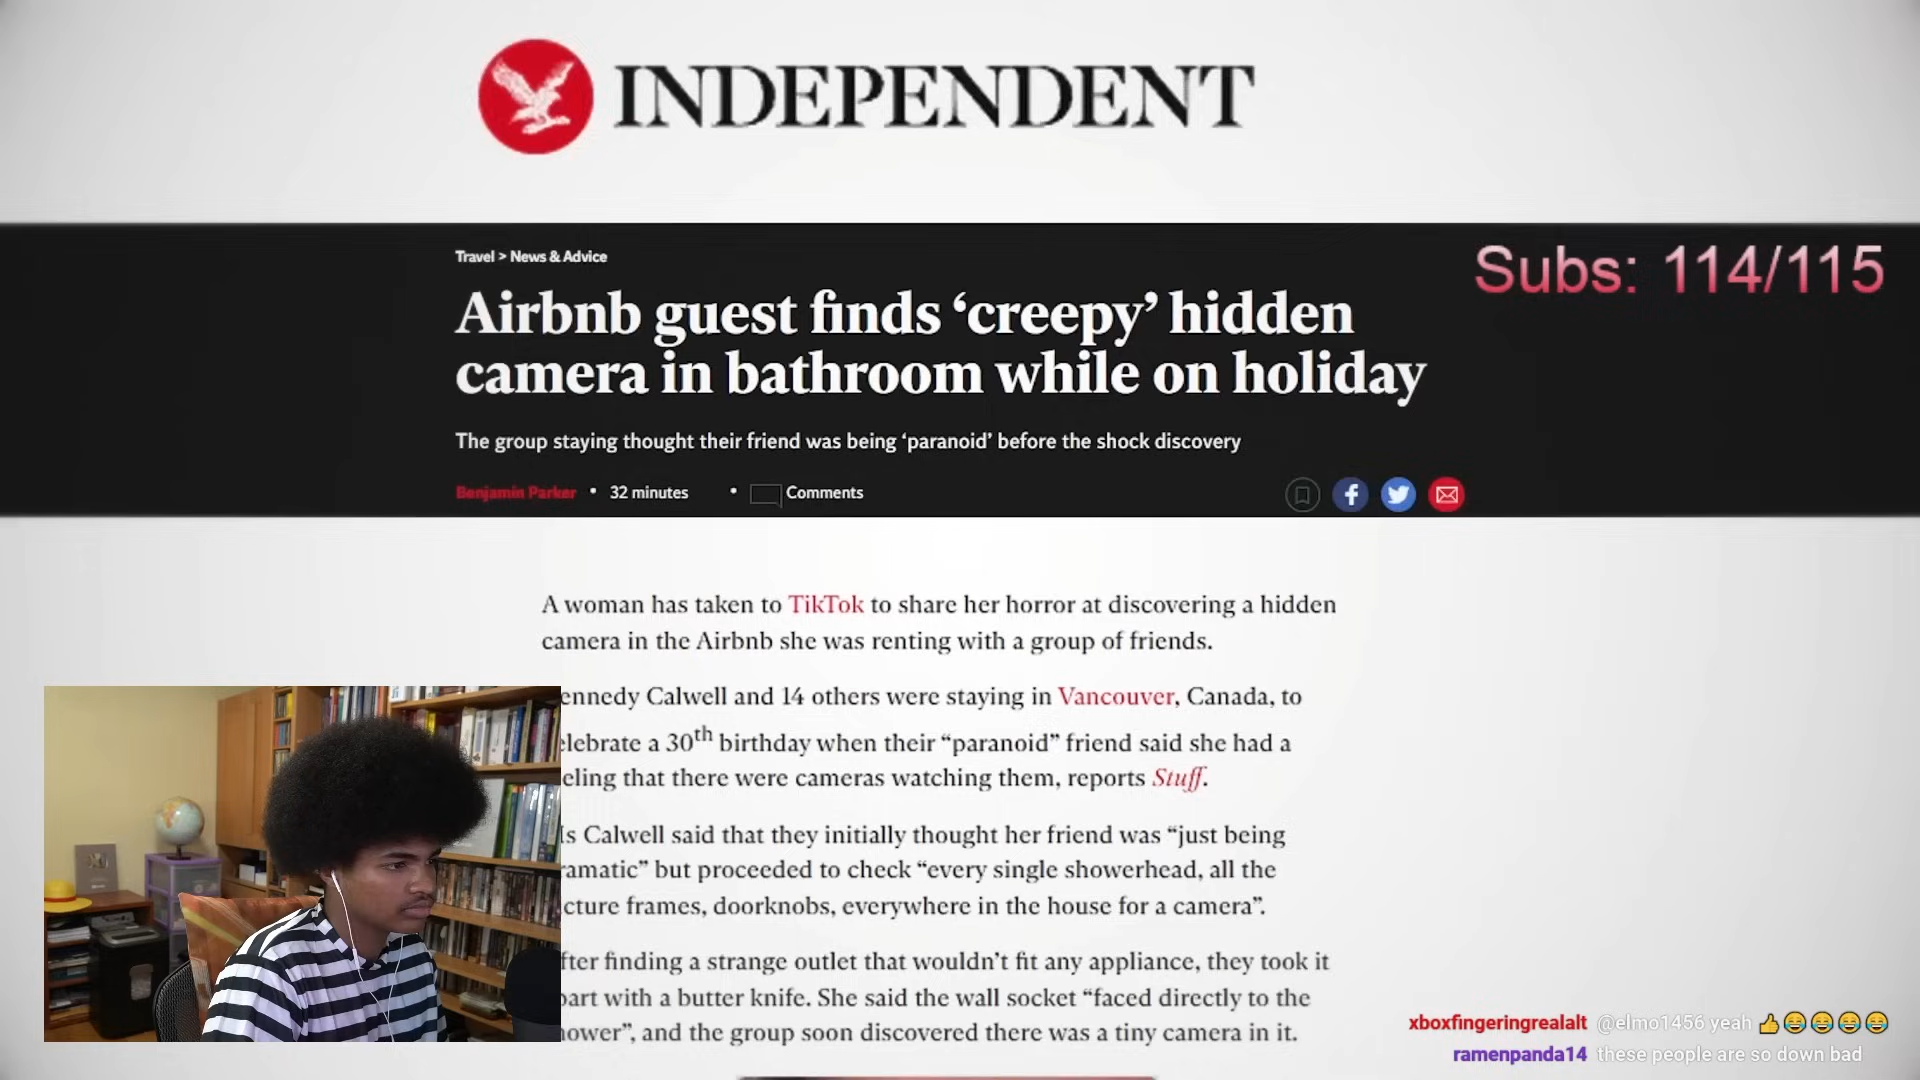 INDEPENDENT
Travel > News & Advice
Subs: 114/115
Airbnb guest finds ‘creepy’ hidden
camera in bathroom while on holiday
The group staying thought their friend was being ‘paranoid’ before the shock discovery
Benjamin Parker • 32 minutes • Comments
A woman has taken to TikTok to share her horror at discovering a hidden
camera in the Airbnb she was renting with a group of friends.
ennedy Calwell and 14 others were staying in Vancouver, Canada, to
elebrate a 30th birthday when their “paranoid” friend said she had a
eling that there were cameras watching them, reports Stuff.
s Calwell said that they initially thought her friend was “just being
ramatic” but proceeded to check “every single showerhead, all the
cture frames, doorknobs, everywhere in the house for a camera”.
fter finding a strange outlet that wouldn’t fit any appliance, they took it
part with a butter knife. She said the wall socket “faced directly to the
hower”, and the group soon discovered there was a tiny camera in it.
xboxfingeringrealalt @elmo1456 yeah 👍😂😂😂😂
ramenpanda14 these people are so down bad